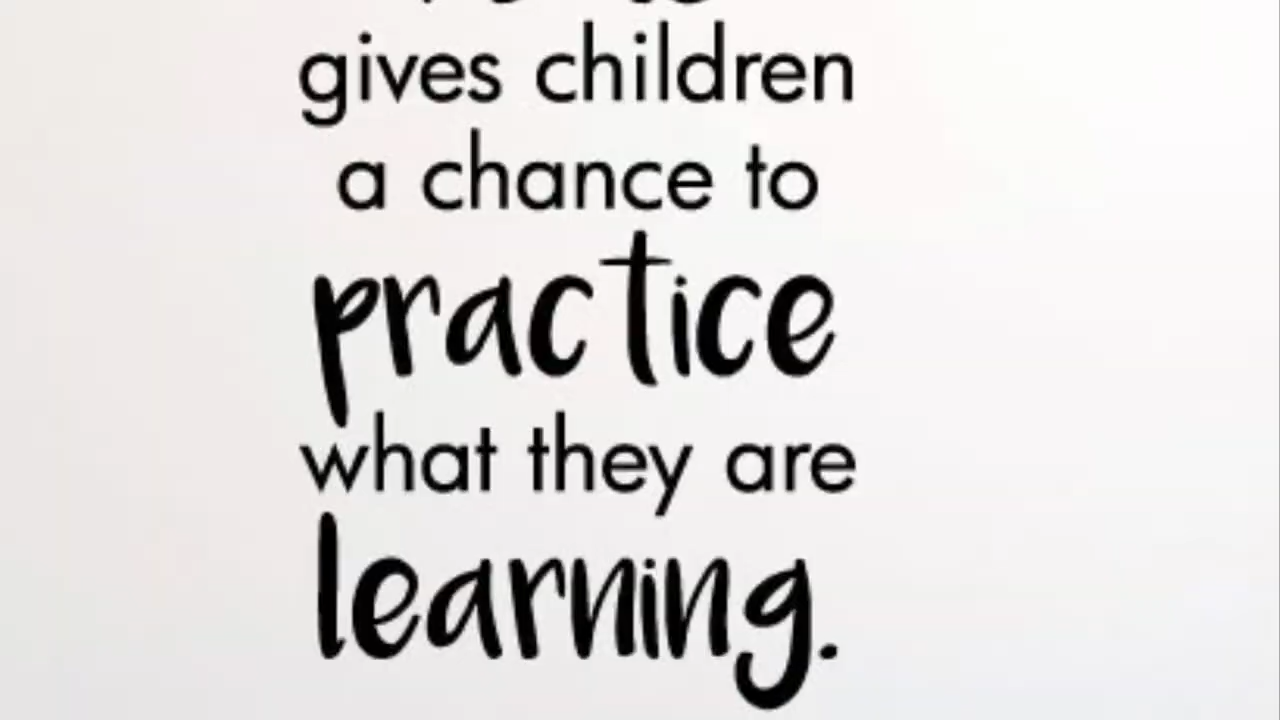 gives children
a chance to
practice
what they are
learning.